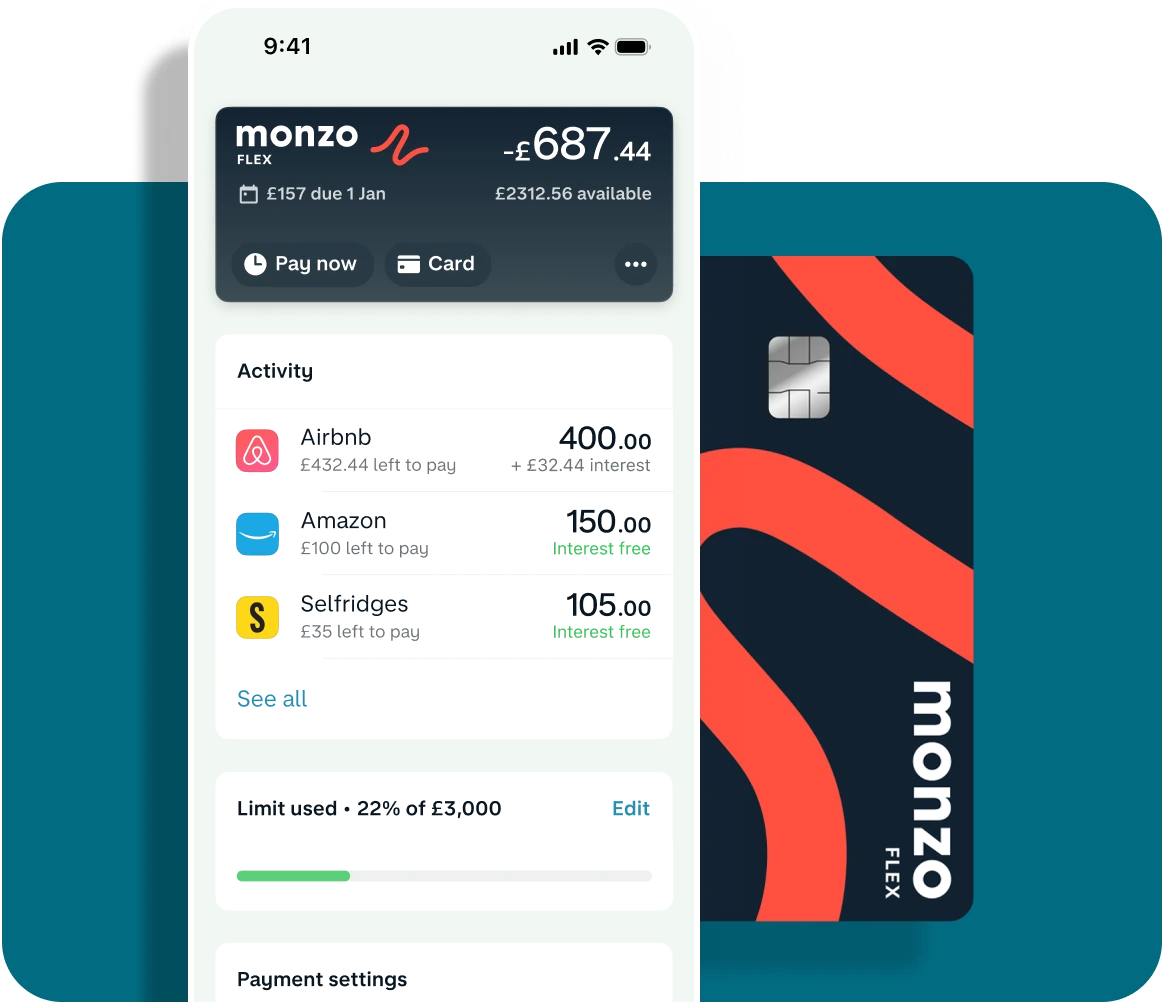 9:41
monzo
FLEX
-£687.44
£157 due 1 Jan
£2312.56 available
Pay now
Card
Activity
Airbnb
400.00
£432.44 left to pay
+ £32.44 interest
Amazon
150.00
£100 left to pay
Interest free
S
Selfridges
105.00
£35 left to pay
Interest free
See all
Limit used • 22% of £3,000
Edit
Payment settings
monzo
FLEX